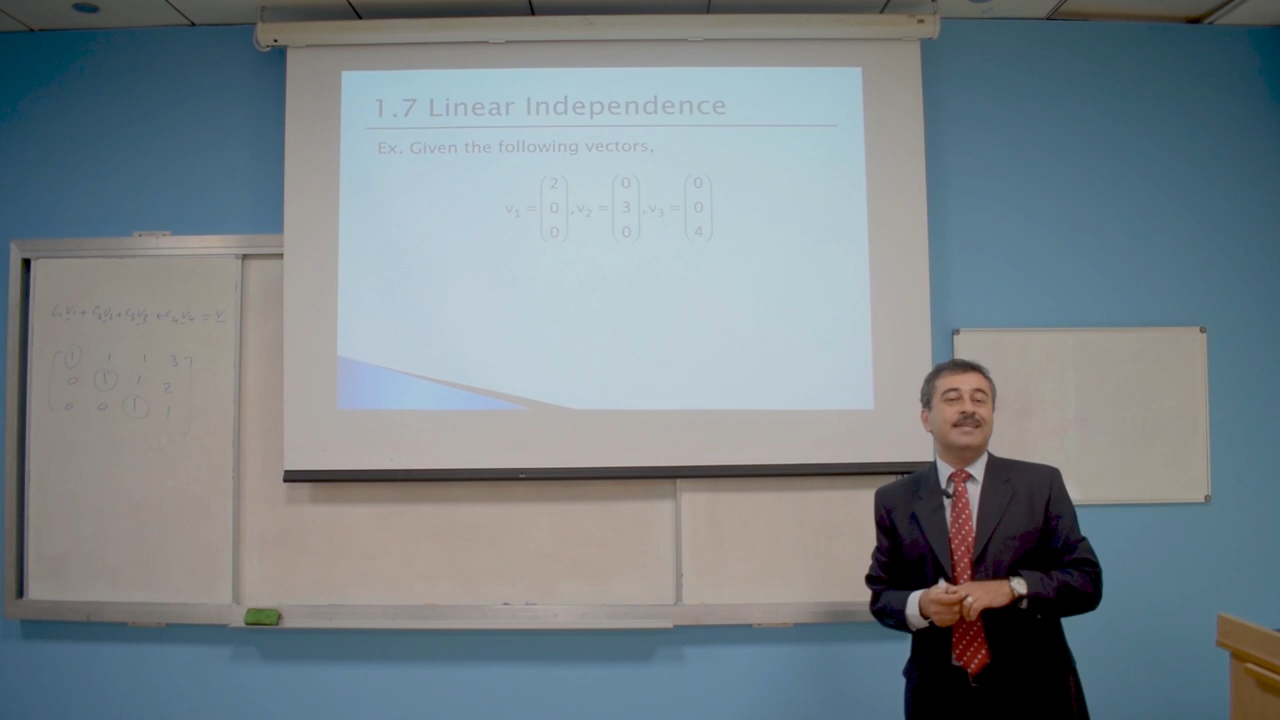 1.7 Linear Independence
Ex. Given the following vectors,
v₁ = (2 0 0), v₂ = (0 3 0), v₃ = (0 0 4)
c₁v₁ + c₂v₂ + c₃v₃ + c₄v₄ = v
1 1 1 3
0 1 1 2
0 0 1 1